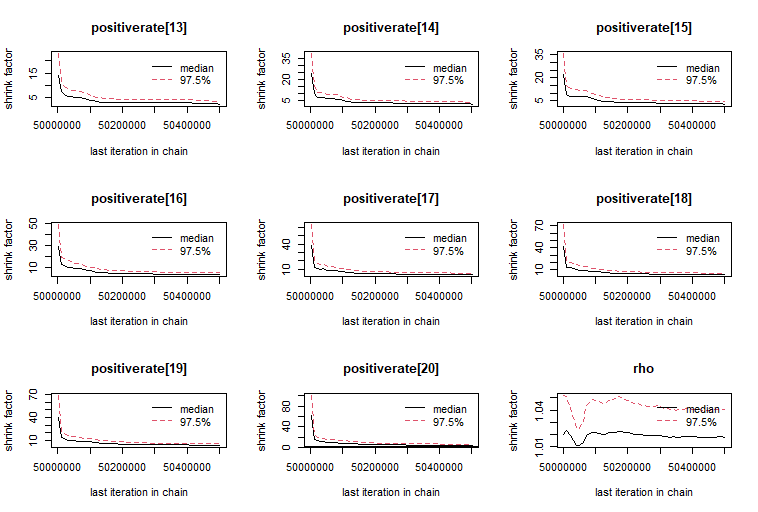 positiverate[13]
shrink factor
5
15
median
97.5%
50000000 50200000 50400000
last iteration in chain
positiverate[14]
shrink factor
5
20
35
median
97.5%
50000000 50200000 50400000
last iteration in chain
positiverate[15]
shrink factor
5
20
35
median
97.5%
50000000 50200000 50400000
last iteration in chain
positiverate[16]
shrink factor
10
30
50
median
97.5%
50000000 50200000 50400000
last iteration in chain
positiverate[17]
shrink factor
10
40
median
97.5%
50000000 50200000 50400000
last iteration in chain
positiverate[18]
shrink factor
10
40
70
median
97.5%
50000000 50200000 50400000
last iteration in chain
positiverate[19]
shrink factor
10
40
70
median
97.5%
50000000 50200000 50400000
last iteration in chain
positiverate[20]
shrink factor
0
40
80
median
97.5%
50000000 50200000 50400000
last iteration in chain
rho
shrink factor
1.01
1.04
median
97.5%
50000000 50200000 50400000
last iteration in chain